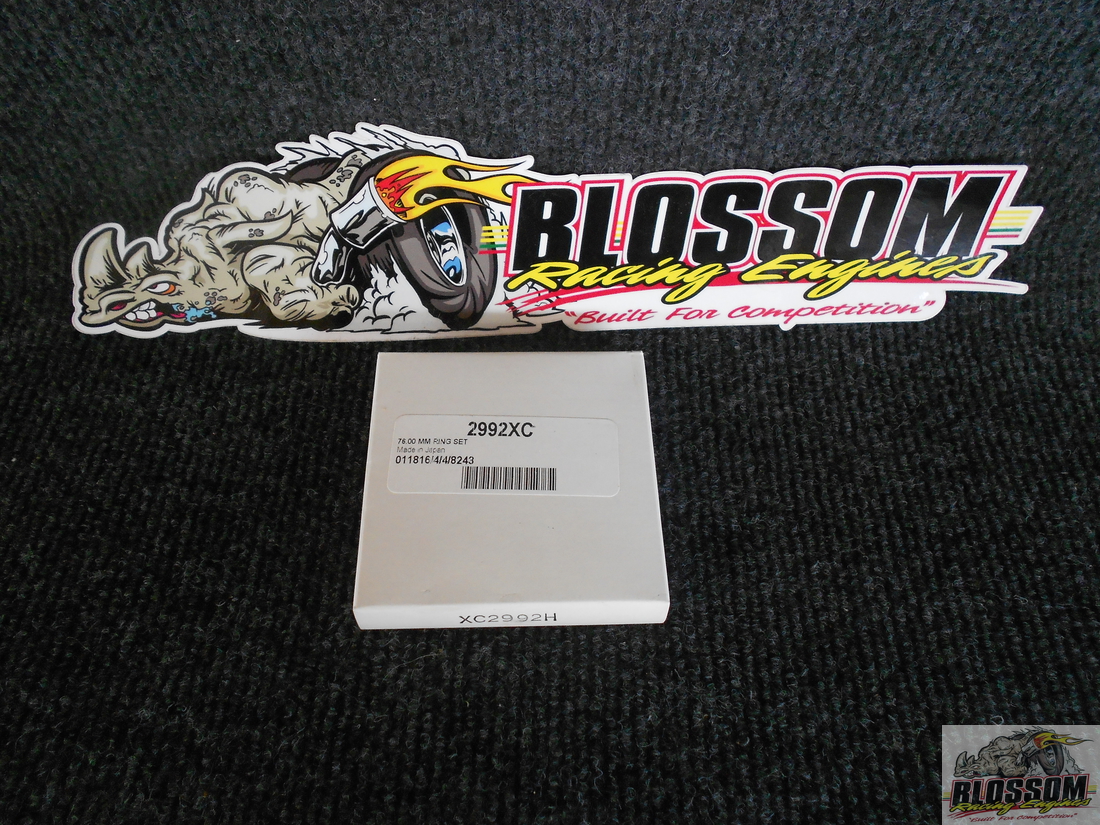 BLOSSOM
Racing Engines
"Built For Competition"
2992XC
76.00 MM RING SET
Made in Japan
011816/4/4/8243
XC2992H
BLOSSOM
Racing Engines
"Built For Competition"